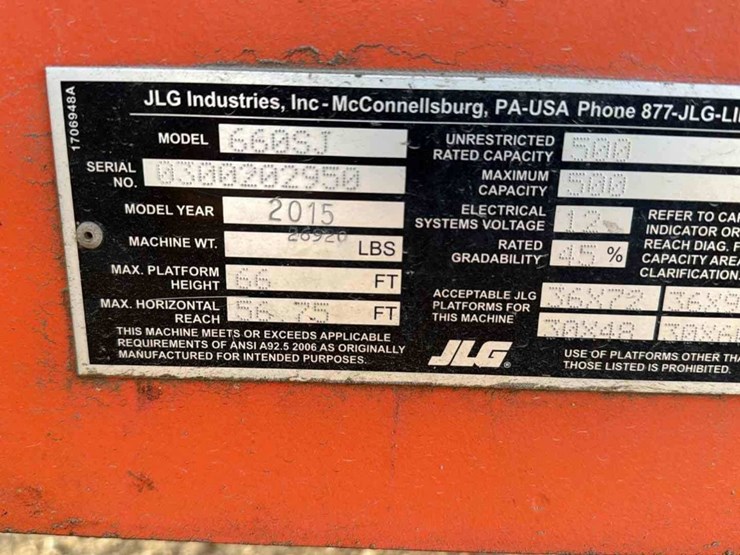 1706948A
JLG Industries, Inc - McConnellsburg, PA-USA Phone 877-JLG-LI
MODEL 660SJ
SERIAL NO. 0300202950
MODEL YEAR 2015
MACHINE WT. 26920 LBS
MAX. PLATFORM HEIGHT 66 FT
MAX. HORIZONTAL REACH 56.75 FT
THIS MACHINE MEETS OR EXCEEDS APPLICABLE
REQUIREMENTS OF ANSI A92.5 2006 AS ORIGINALLY
MANUFACTURED FOR INTENDED PURPOSES.
UNRESTRICTED
RATED CAPACITY 500
MAXIMUM
CAPACITY 500
ELECTRICAL
SYSTEMS VOLTAGE 12
RATED
GRADABILITY 45 %
REFER TO CAP
INDICATOR OR
REACH DIAG. F
CAPACITY AREA
CLARIFICATION.
ACCEPTABLE JLG
PLATFORMS FOR
THIS MACHINE
36X72 36X9
30X48
JLG®
USE OF PLATFORMS OTHER THA
THOSE LISTED IS PROHIBITED.